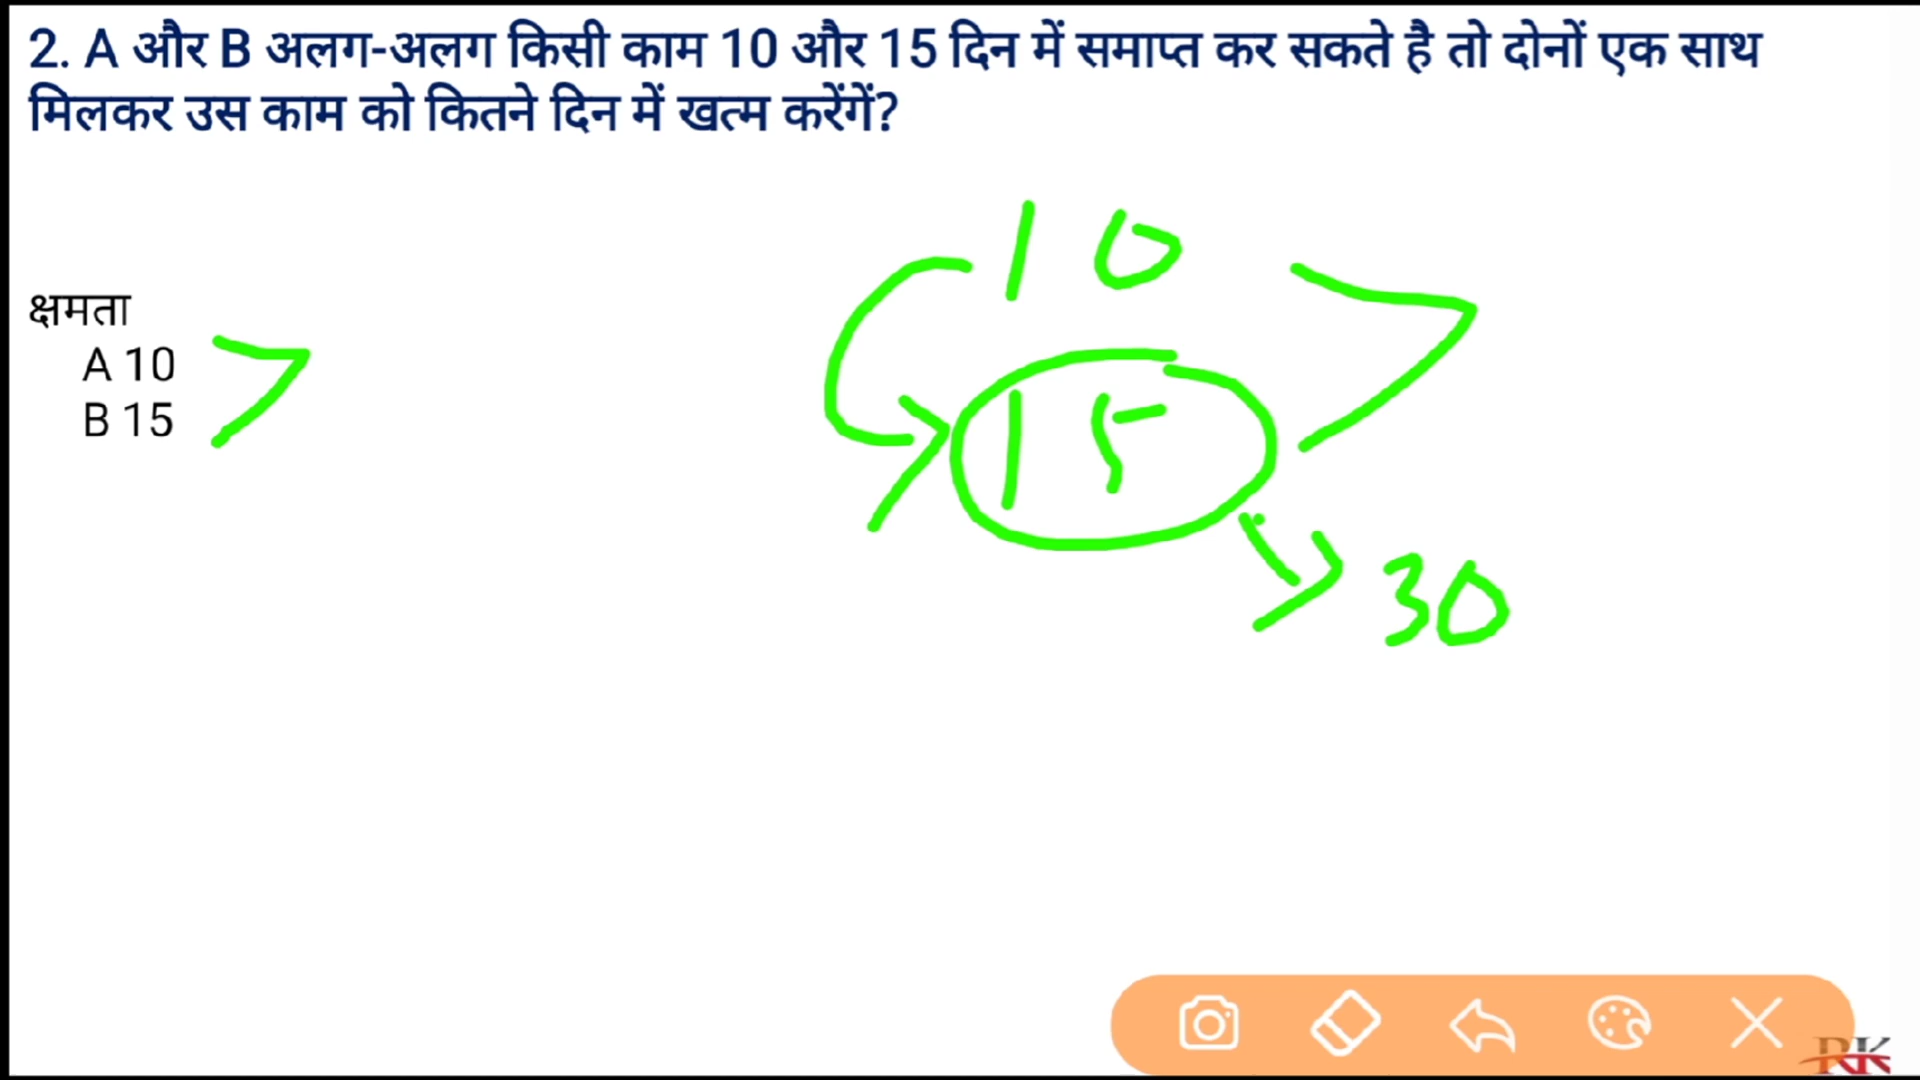 2. A और B अलग-अलग किसी काम 10 और 15 दिन में समाप्त कर सकते है तो दोनों एक साथ
मिलकर उस काम को कितने दिन में खत्म करेंगें?
10
क्षमता
A 10
B 15
15
30
RK